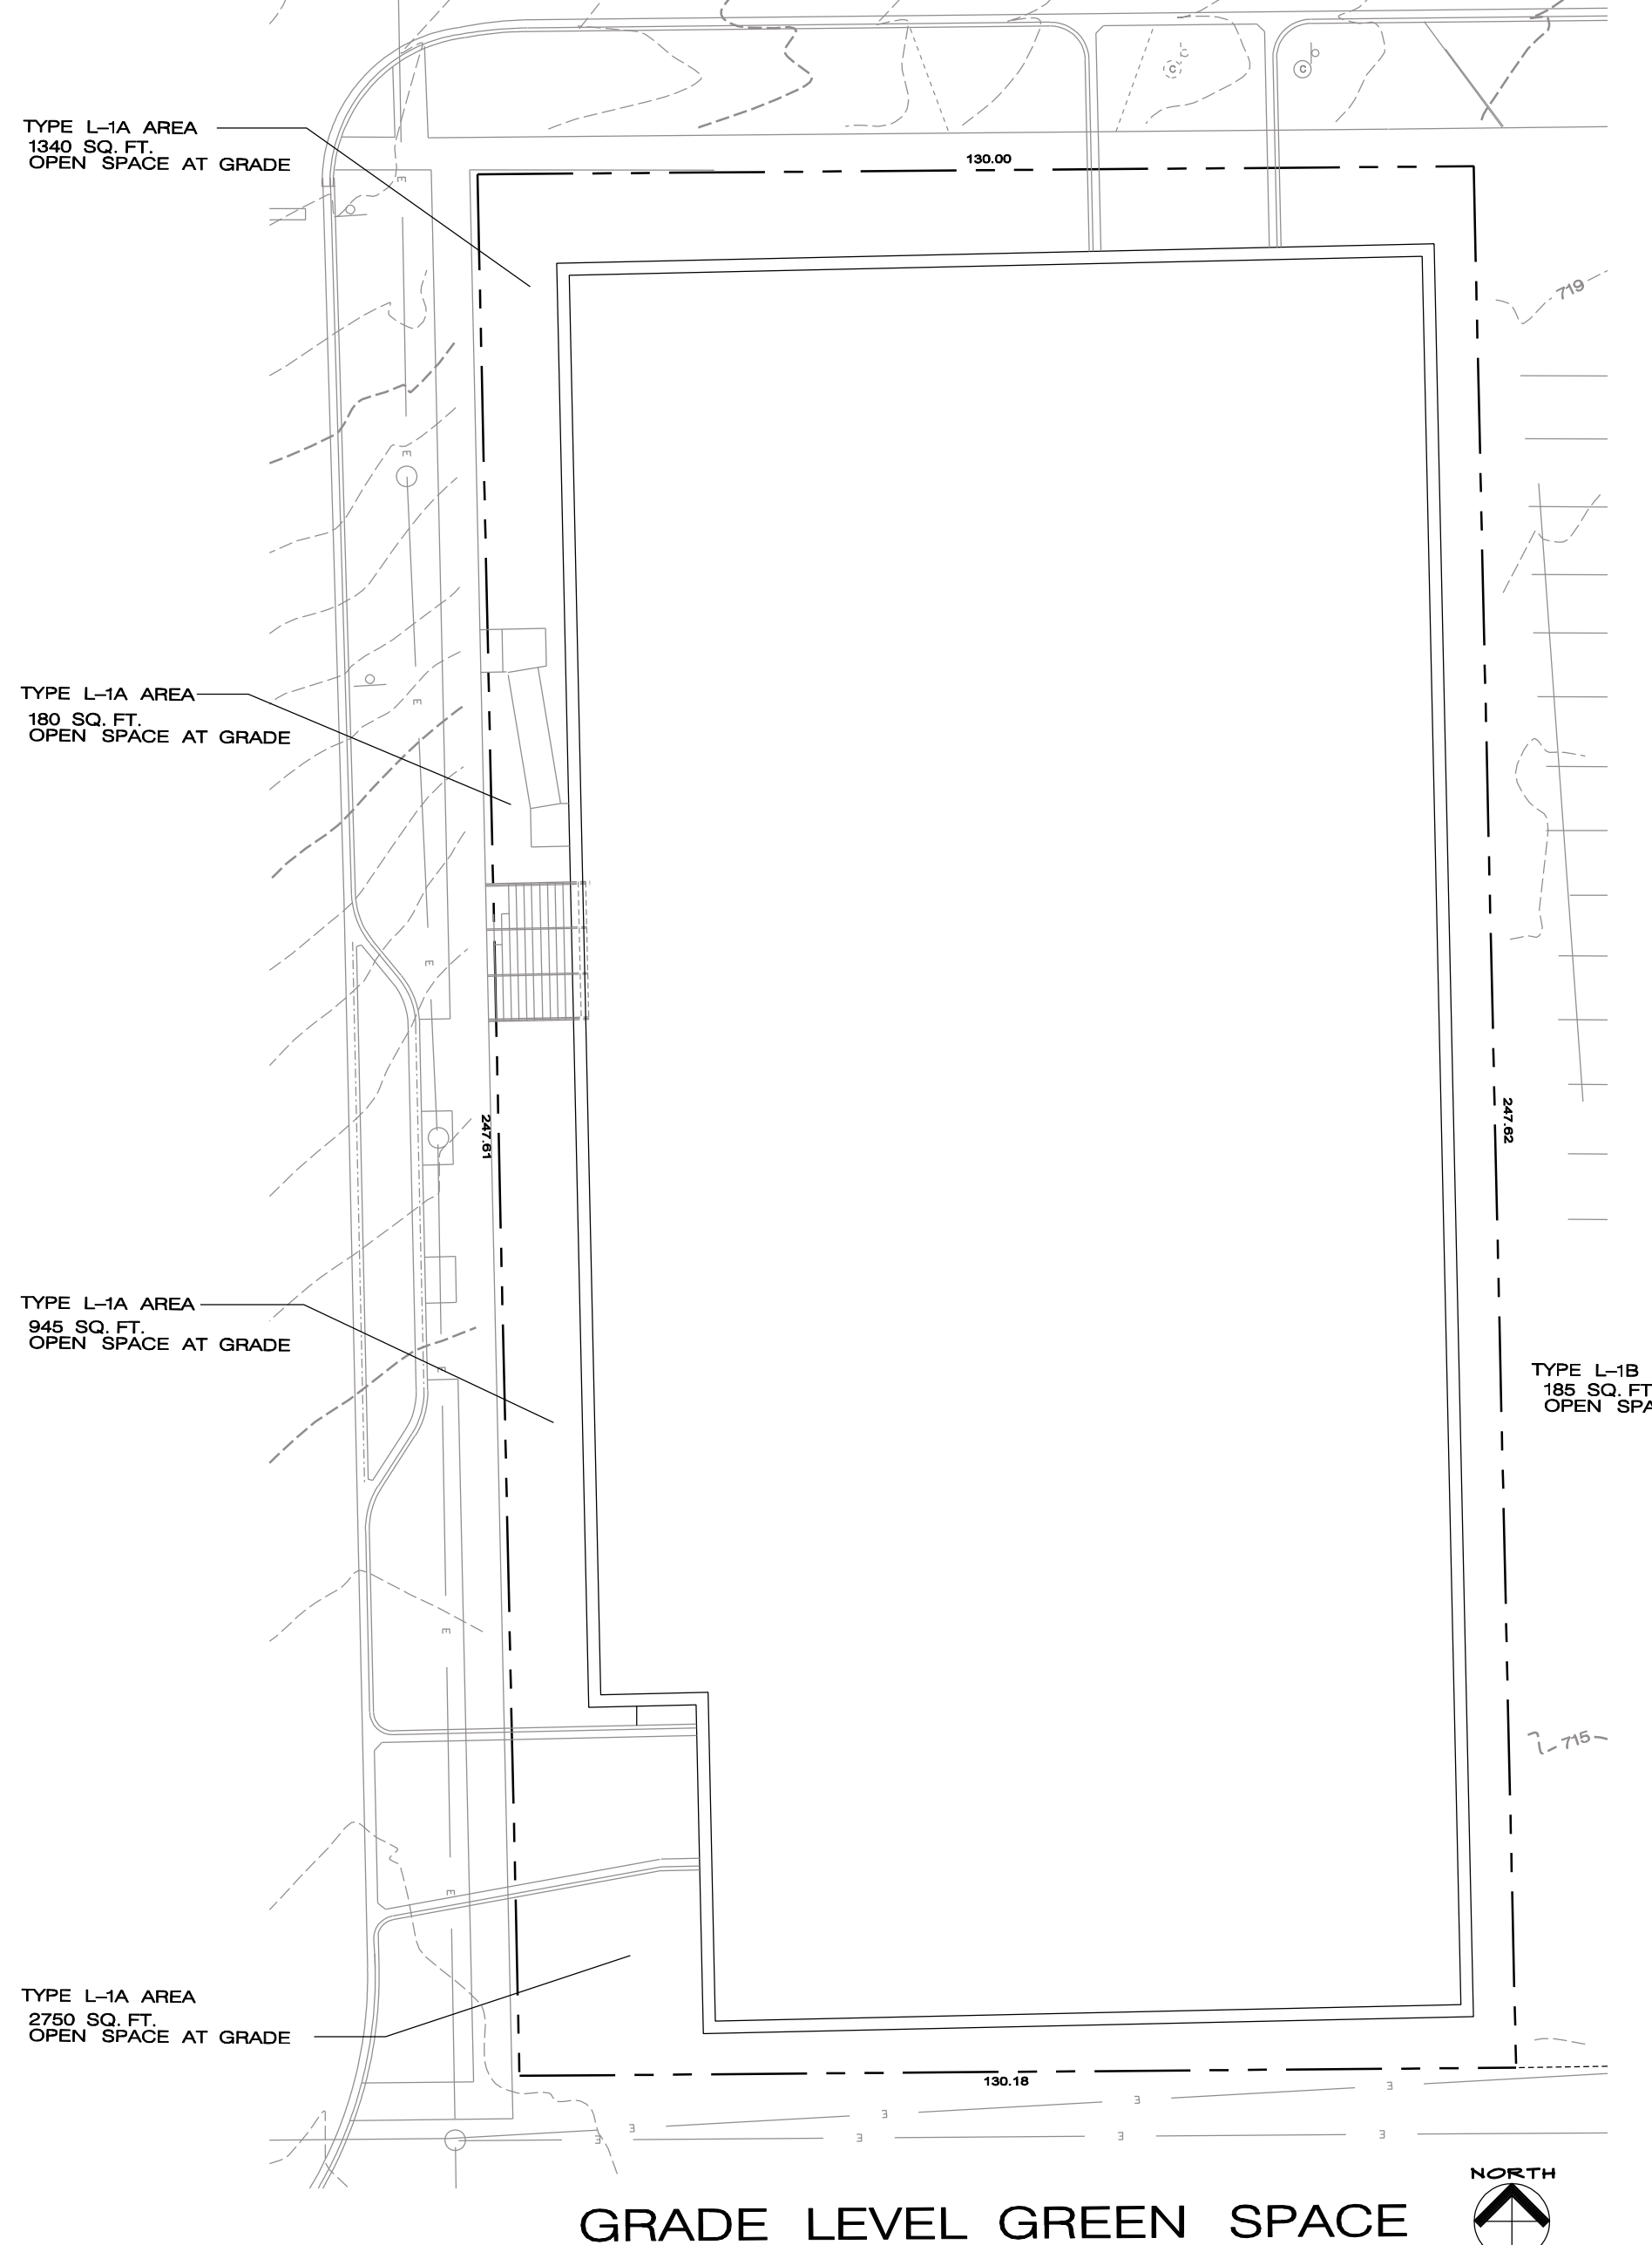 TYPE L-1A AREA
1340 SQ. FT.
OPEN SPACE AT GRADE
130.00
C
C
E
719
E
TYPE L-1A AREA
180 SQ. FT.
OPEN SPACE AT GRADE
E
E
247.61
247.62
TYPE L-1A AREA
945 SQ. FT.
OPEN SPACE AT GRADE
E
TYPE L-1B
185 SQ. FT
OPEN SPA
E
715
E
TYPE L-1A AREA
2750 SQ. FT.
OPEN SPACE AT GRADE
130.18
E
E
E
E
E
E
E
E
NORTH
GRADE LEVEL GREEN SPACE